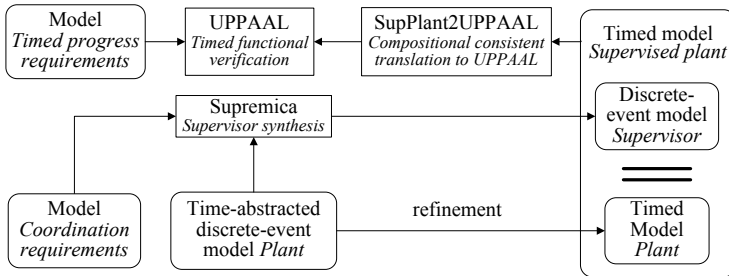 Model
Timed progress
requirements
UPPAAL
Timed functional
verification
SupPlant2UPPAAL
Compositional consistent
translation to UPPAAL
Timed model
Supervised plant
Supremica
Supervisor synthesis
Discrete-
event model
Supervisor
Model
Coordination
requirements
Time-abstracted
discrete-event
model Plant
refinement
Timed
Model
Plant